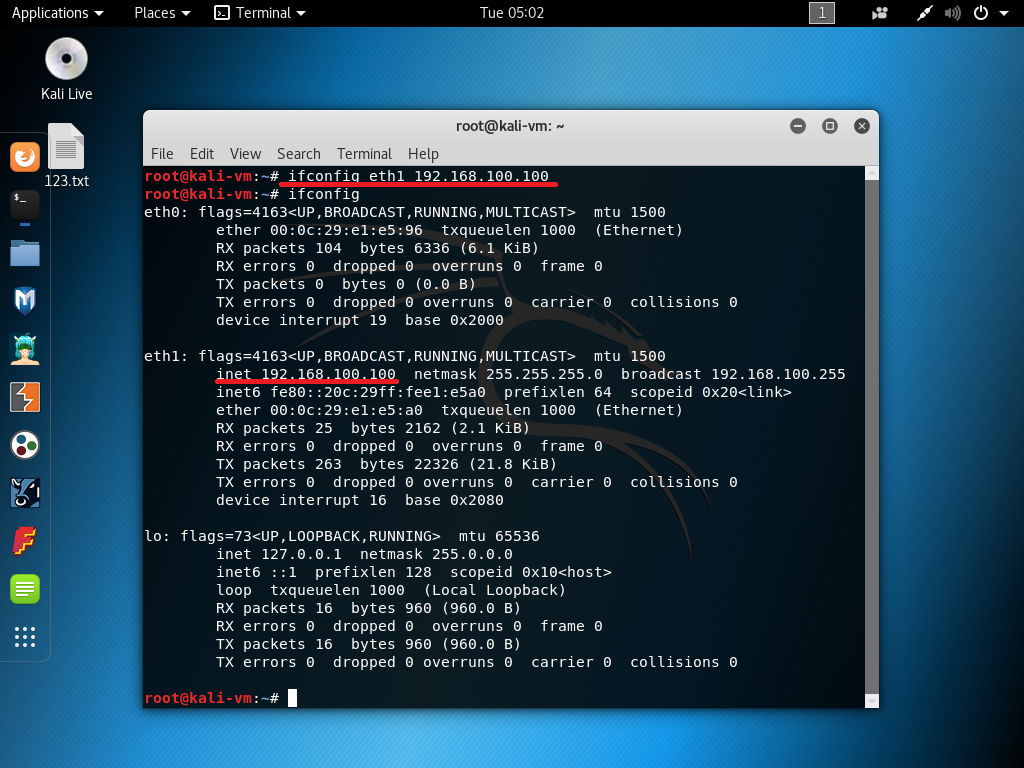 Applications Places Terminal Tue 05:02 1
Kali Live
123.txt
root@kali-vm: ~
File Edit View Search Terminal Help
root@kali-vm:~# ifconfig eth1 192.168.100.100
root@kali-vm:~# ifconfig
eth0: flags=4163<UP,BROADCAST,RUNNING,MULTICAST>  mtu 1500
        ether 00:0c:29:e1:e5:96  txqueuelen 1000  (Ethernet)
        RX packets 104  bytes 6336 (6.1 KiB)
        RX errors 0  dropped 0  overruns 0  frame 0
        TX packets 0  bytes 0 (0.0 B)
        TX errors 0  dropped 0 overruns 0  carrier 0  collisions 0
        device interrupt 19  base 0x2000
eth1: flags=4163<UP,BROADCAST,RUNNING,MULTICAST>  mtu 1500
        inet 192.168.100.100  netmask 255.255.255.0  broadcast 192.168.100.255
        inet6 fe80::20c:29ff:fee1:e5a0  prefixlen 64  scopeid 0x20<link>
        ether 00:0c:29:e1:e5:a0  txqueuelen 1000  (Ethernet)
        RX packets 25  bytes 2162 (2.1 KiB)
        RX errors 0  dropped 0  overruns 0  frame 0
        TX packets 263  bytes 22326 (21.8 KiB)
        TX errors 0  dropped 0 overruns 0  carrier 0  collisions 0
        device interrupt 16  base 0x2080
lo: flags=73<UP,LOOPBACK,RUNNING>  mtu 65536
        inet 127.0.0.1  netmask 255.0.0.0
        inet6 ::1  prefixlen 128  scopeid 0x10<host>
        loop  txqueuelen 1000  (Local Loopback)
        RX packets 16  bytes 960 (960.0 B)
        RX errors 0  dropped 0  overruns 0  frame 0
        TX packets 16  bytes 960 (960.0 B)
        TX errors 0  dropped 0 overruns 0  carrier 0  collisions 0
root@kali-vm:~#